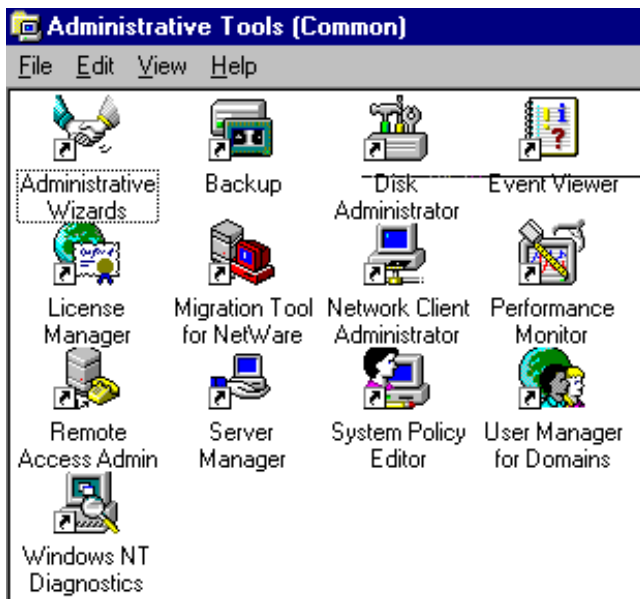 Administrative Tools (Common)
File Edit View Help
Administrative Backup Disk Event Viewer
Wizards Administrator
License Migration Tool Network Client Performance
Manager for NetWare Administrator Monitor
Remote Server System Policy User Manager
Access Admin Manager Editor for Domains
Windows NT
Diagnostics